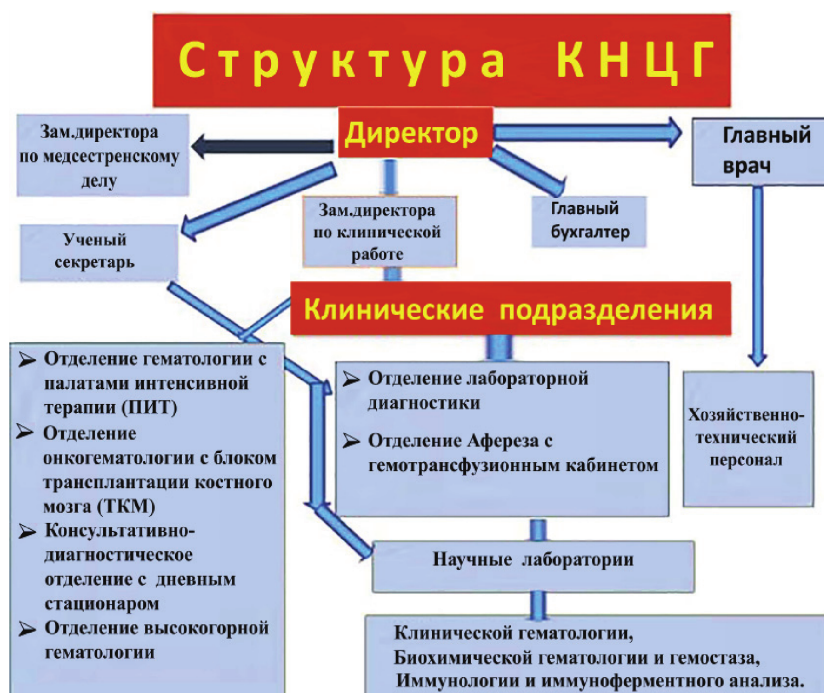 Структура КНЦГ
Зам.директора
по медсестренскому
делу
Директор
Главный
врач
Ученый
секретарь
Зам.директора
по клинической
работе
Главный
бухгалтер
Клинические подразделения
➢ Отделение гематологии с
палатами интенсивной
терапии (ПИТ)
➢ Отделение
онкогематологии с блоком
трансплантации костного
мозга (ТКМ)
➢ Консультативно-
диагностическое
отделение с дневным
стационаром
➢ Отделение высокогорной
гематологии
➢ Отделение лабораторной
диагностики
➢ Отделение Афереза с
гемотрансфузионным кабинетом
Хозяйственно-
технический
персонал
Научные лаборатории
Клинической гематологии,
Биохимической гематологии и гемостаза,
Иммунологии и иммуноферментного анализа.